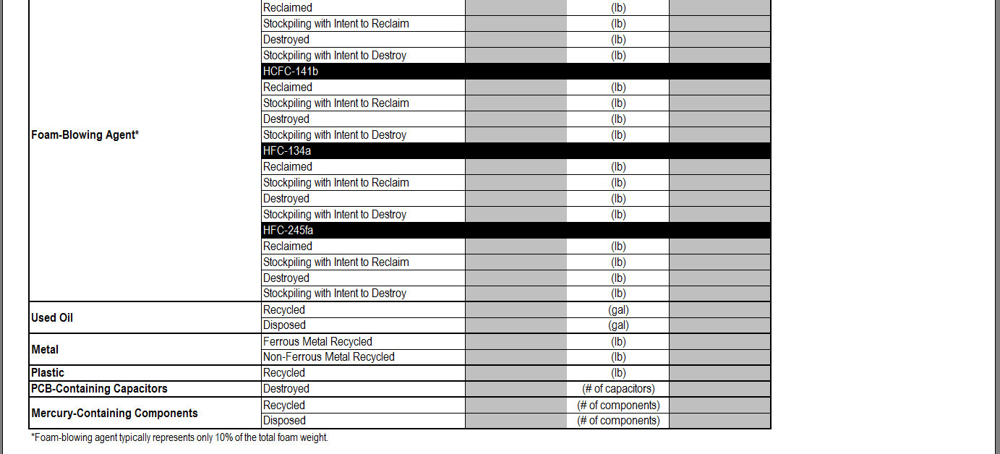 Reclaimed (lb)
Stockpiling with Intent to Reclaim (lb)
Destroyed (lb)
Stockpiling with Intent to Destroy (lb)
HCFC-141b
Reclaimed (lb)
Stockpiling with Intent to Reclaim (lb)
Destroyed (lb)
Foam-Blowing Agent* Stockpiling with Intent to Destroy (lb)
HFC-134a
Reclaimed (lb)
Stockpiling with Intent to Reclaim (lb)
Destroyed (lb)
Stockpiling with Intent to Destroy (lb)
HFC-245fa
Reclaimed (lb)
Stockpiling with Intent to Reclaim (lb)
Destroyed (lb)
Stockpiling with Intent to Destroy (lb)
Used Oil
Recycled (gal)
Disposed (gal)
Metal
Ferrous Metal Recycled (lb)
Non-Ferrous Metal Recycled (lb)
Plastic Recycled (lb)
PCB-Containing Capacitors Destroyed (# of capacitors)
Mercury-Containing Components
Recycled (# of components)
Disposed (# of components)
*Foam-blowing agent typically represents only 10% of the total foam weight.